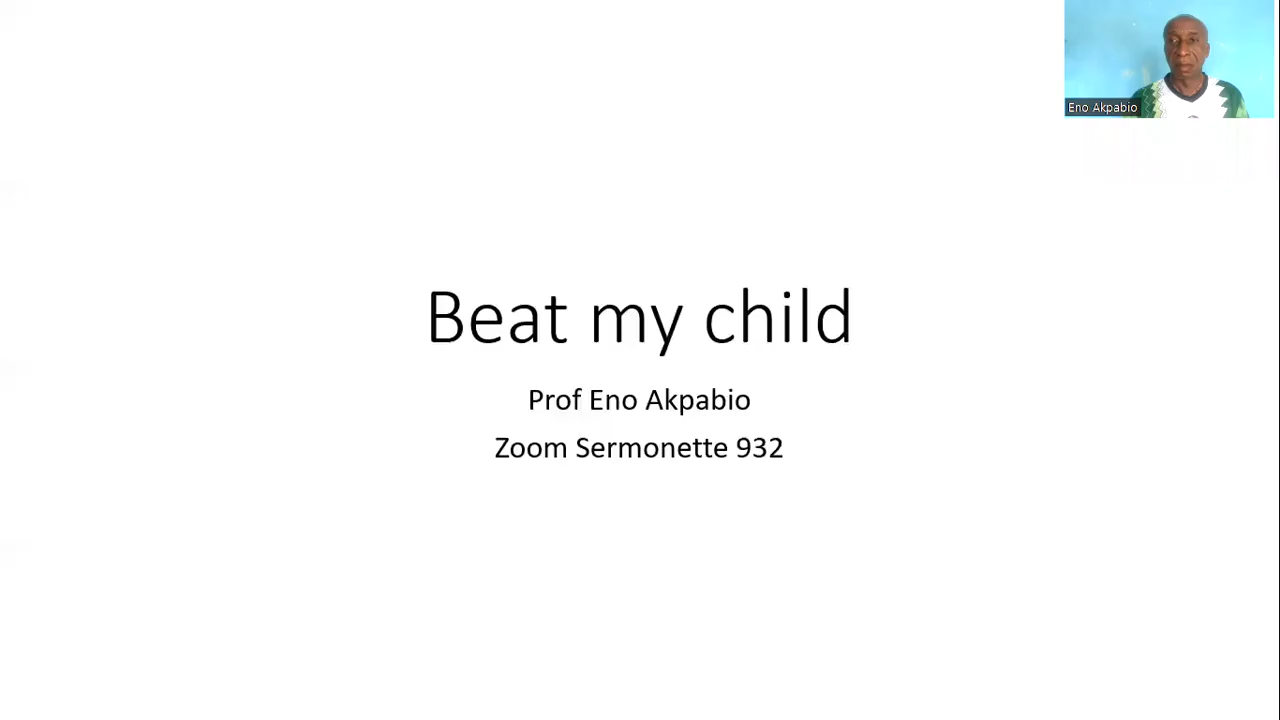 Eno Akpabio
Beat my child
Prof Eno Akpabio
Zoom Sermonette 932